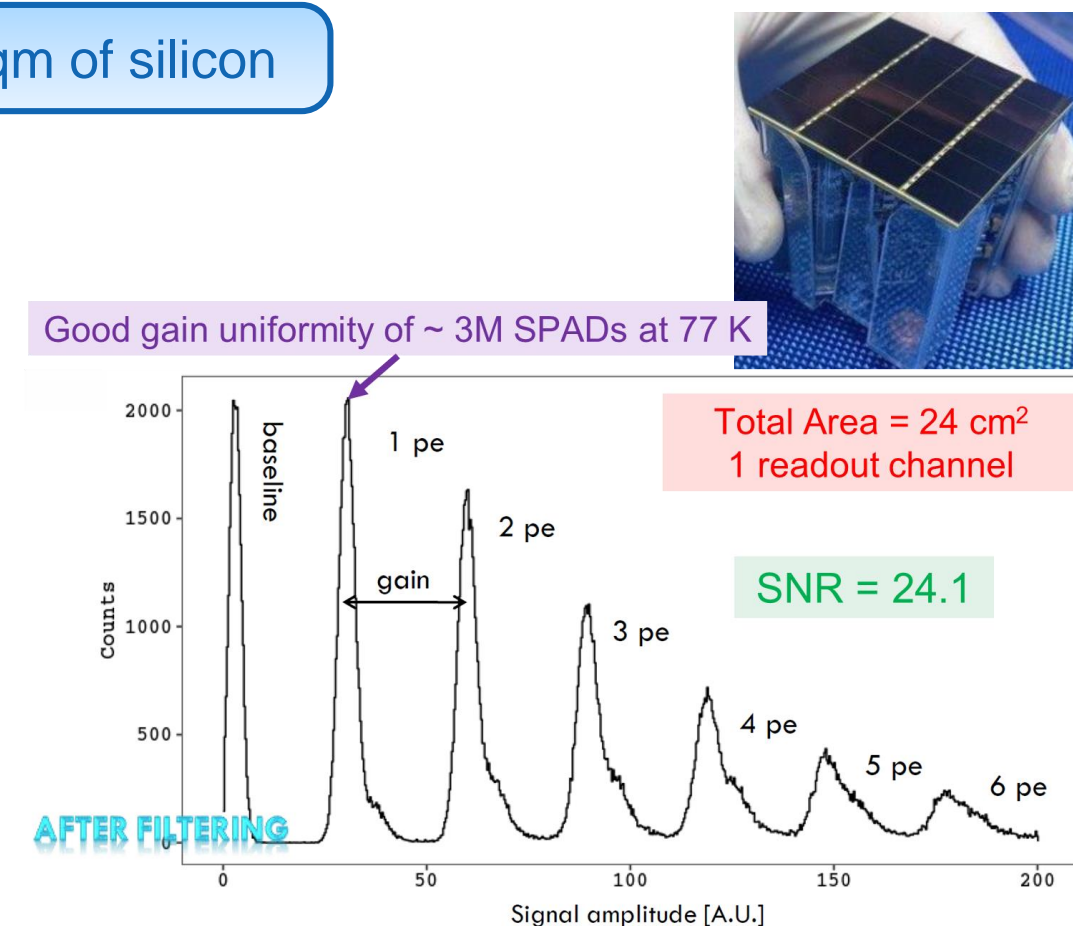 qm of silicon
Good gain uniformity of ~ 3M SPADs at 77 K
Total Area = 24 cm²
1 readout channel
SNR = 24.1
baseline
1 pe
2 pe
3 pe
4 pe
5 pe
6 pe
gain
Counts
2000
1500
1000
500
0
AFTER FILTERING
0
50
100
150
200
Signal amplitude [A.U.]